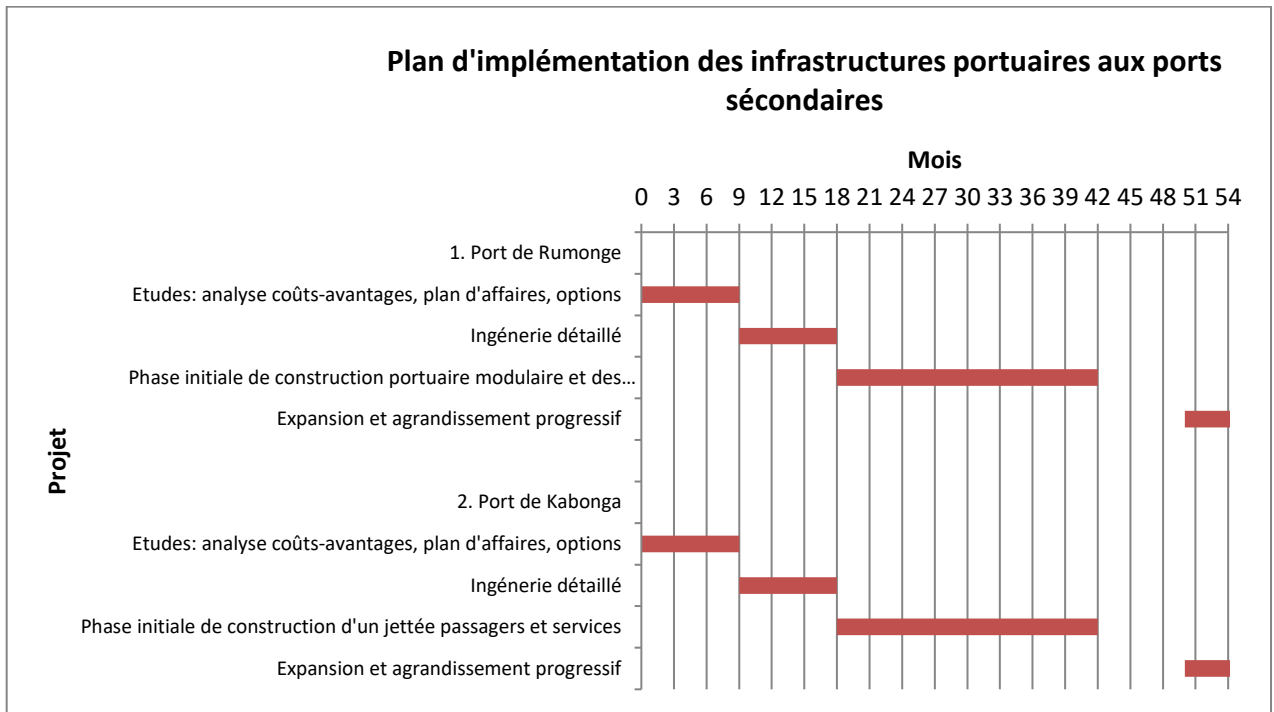 Plan d'implémentation des infrastructures portuaires aux ports
sécondaires
Mois
0 3 6 9 12 15 18 21 24 27 30 33 36 39 42 45 48 51 54
Projet
1. Port de Rumonge
Etudes: analyse coûts-avantages, plan d'affaires, options
Ingénerie détaillé
Phase initiale de construction portuaire modulaire et des...
Expansion et agrandissement progressif
2. Port de Kabonga
Etudes: analyse coûts-avantages, plan d'affaires, options
Ingénerie détaillé
Phase initiale de construction d'un jettée passagers et services
Expansion et agrandissement progressif